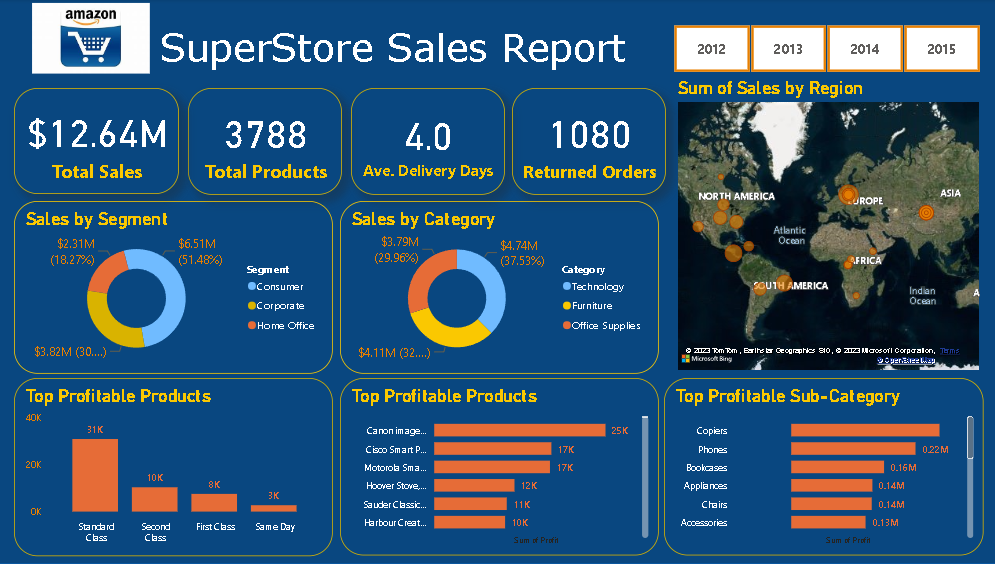 amazon
SuperStore Sales Report
2012
2013
2014
2015
$12.64M
Total Sales
3788
Total Products
4.0
Ave. Delivery Days
1080
Returned Orders
Sum of Sales by Region
NORTH AMERICA
EUROPE
ASIA
Atlantic
Ocean
AFRICA
SOUTH AMERICA
Indian
Ocean
A
© 2023 TomTom, Earthstar Geographics SIO, © 2023 Microsoft Corporation, Terms
Microsoft Bing
© OpenStreetMap
Sales by Segment
$2.31M
(18.27%)
$6.51M
(51.48%)
$3.82M (30....)
Segment
Consumer
Corporate
Home Office
Sales by Category
$3.79M
(29.96%)
$4.74M
(37.53%)
$4.11M (32....)
Category
Technology
Furniture
Office Supplies
Top Profitable Products
40K
20K
0K
31K
10K
8K
3K
Standard
Class
Second
Class
First Class
Same Day
Top Profitable Products
Canon image...
25K
Cisco Smart P...
17K
Motorola Sma...
17K
Hoover Stove,...
12K
Sauder Classic...
11K
Harbour Creat...
10K
Sum of Profit
Top Profitable Sub-Category
Copiers
Phones
0.22M
Bookcases
0.16M
Appliances
0.14M
Chairs
0.14M
Accessories
0.13M
Sum of Profit